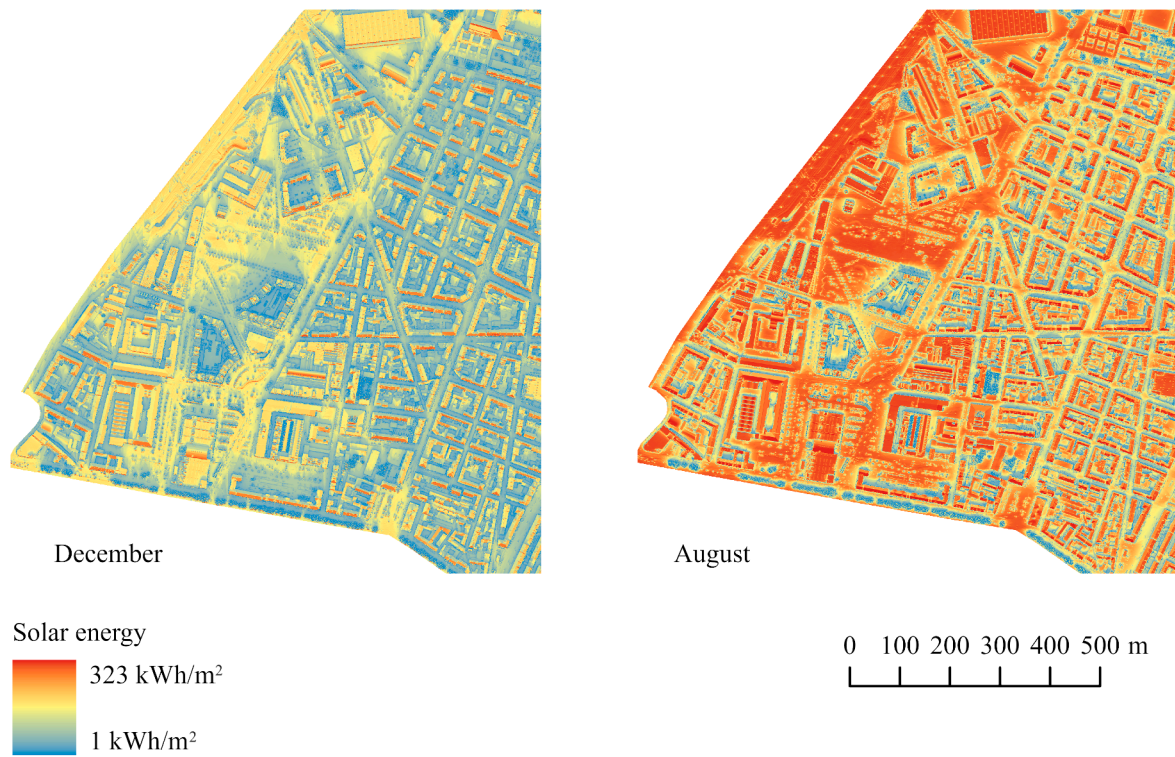 December
August
Solar energy
323 kWh/m²
1 kWh/m²
0 100 200 300 400 500 m